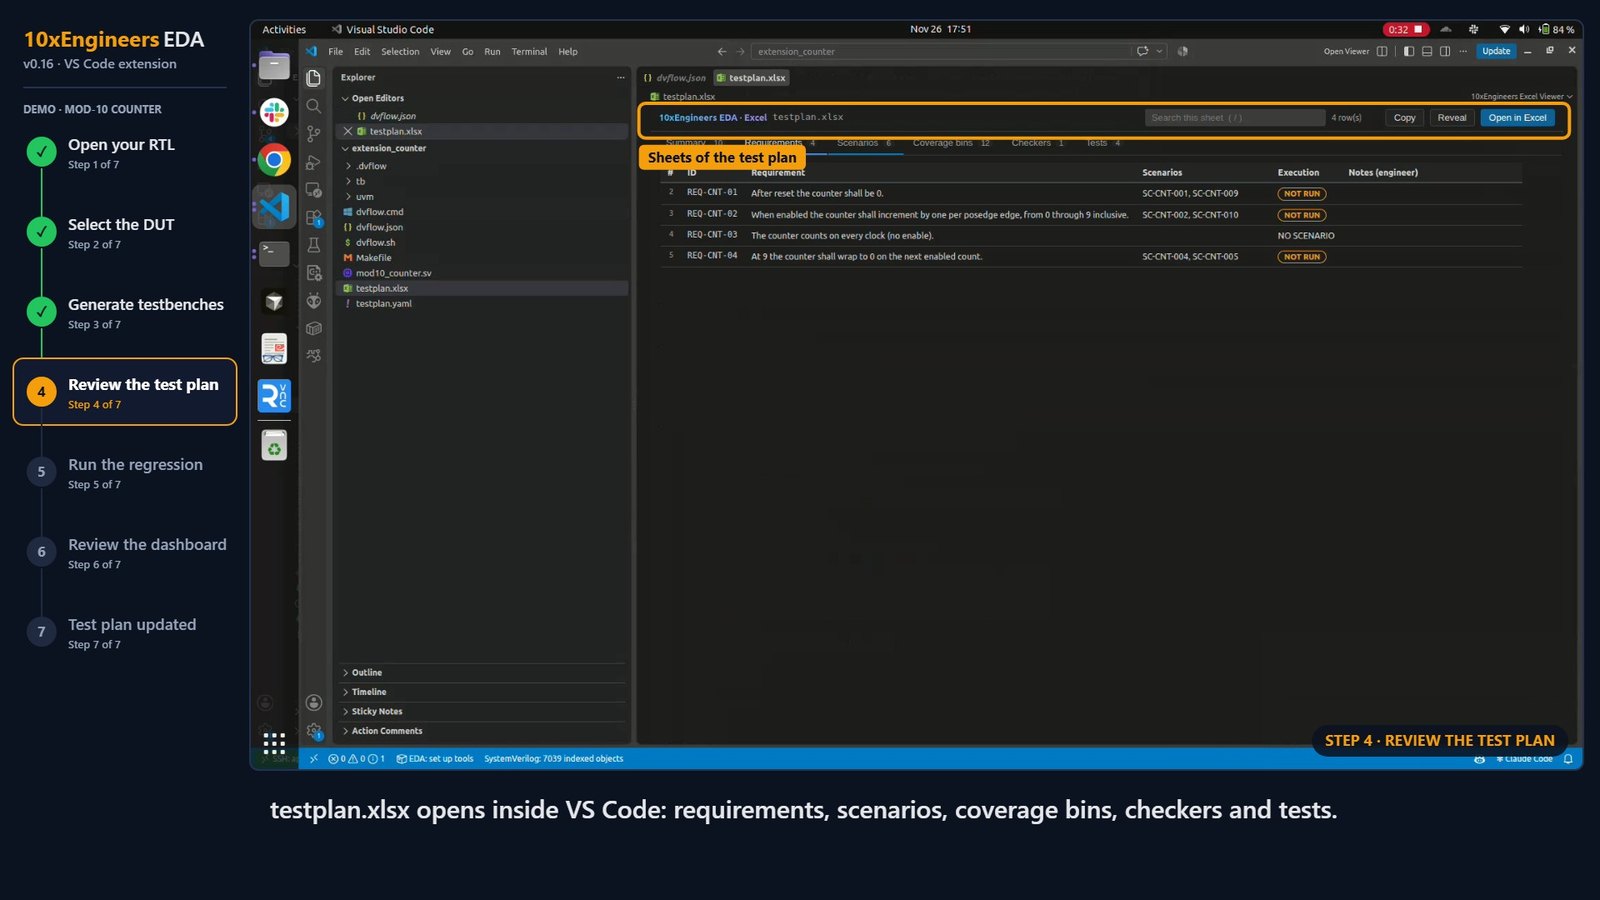 10xEngineers EDA
v0.16 · VS Code extension
DEMO · MOD-10 COUNTER
✓ Open your RTL
Step 1 of 7
✓ Select the DUT
Step 2 of 7
✓ Generate testbenches
Step 3 of 7
4 Review the test plan
Step 4 of 7
5 Run the regression
Step 5 of 7
6 Review the dashboard
Step 6 of 7
7 Test plan updated
Step 7 of 7
Activities Visual Studio Code Nov 26 17:51 0:32 84 %
File Edit Selection View Go Run Terminal Help extension_counter Open Viewer Update
Explorer
Open Editors
dvflow.json
testplan.xlsx
extension_counter
.dvflow
tb
uvm
dvflow.cmd
dvflow.json
dvflow.sh
Makefile
mod10_counter.sv
testplan.xlsx
testplan.yaml
Outline
Timeline
Sticky Notes
Action Comments
dvflow.json testplan.xlsx
testplan.xlsx 10xEngineers Excel Viewer
10xEngineers EDA · Excel testplan.xlsx Search this sheet ( / ) 4 row(s) Copy Reveal Open in Excel
Summary 10 Requirements 4 Scenarios 6 Coverage bins 12 Checkers 1 Tests 4
Sheets of the test plan
# ID Requirement Scenarios Execution Notes (engineer)
2 REQ-CNT-01 After reset the counter shall be 0. SC-CNT-001, SC-CNT-009 NOT RUN
3 REQ-CNT-02 When enabled the counter shall increment by one per posedge edge, from 0 through 9 inclusive. SC-CNT-002, SC-CNT-010 NOT RUN
4 REQ-CNT-03 The counter counts on every clock (no enable). NO SCENARIO
5 REQ-CNT-04 At 9 the counter shall wrap to 0 on the next enabled count. SC-CNT-004, SC-CNT-005 NOT RUN
STEP 4 · REVIEW THE TEST PLAN
0 0 1 EDA: set up tools SystemVerilog: 7039 indexed objects Claude Code
testplan.xlsx opens inside VS Code: requirements, scenarios, coverage bins, checkers and tests.